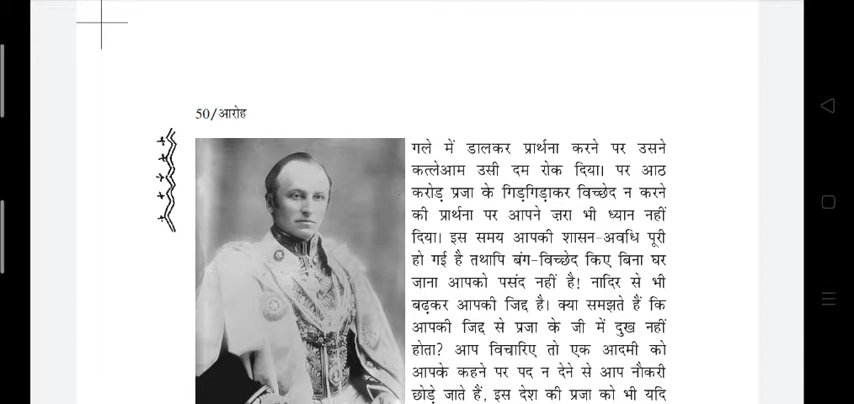 50/आरोह
गले में डालकर प्रार्थना करने पर उसने
कत्लेआम उसी दम रोक दिया। पर आठ
करोड़ प्रजा के गिड़गिड़ाकर विच्छेद न करने
की प्रार्थना पर आपने ज़रा भी ध्यान नहीं
दिया। इस समय आपकी शासन-अवधि पूरी
हो गई है तथापि बंग-विच्छेद किए बिना घर
जाना आपको पसंद नहीं है! नादिर से भी
बढ़कर आपकी जिद्द है। क्या समझते हैं कि
आपकी जिद्द से प्रजा के जी में दुख नहीं
होता? आप विचारिए तो एक आदमी को
आपके कहने पर पद न देने से आप नौकरी
छोड़े जाते हैं, इस देश की प्रजा को भी यदि